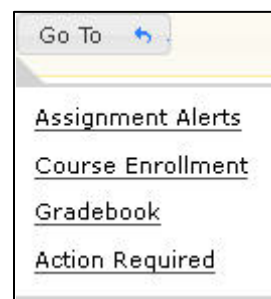 Go To
Assignment Alerts
Course Enrollment
Gradebook
Action Required